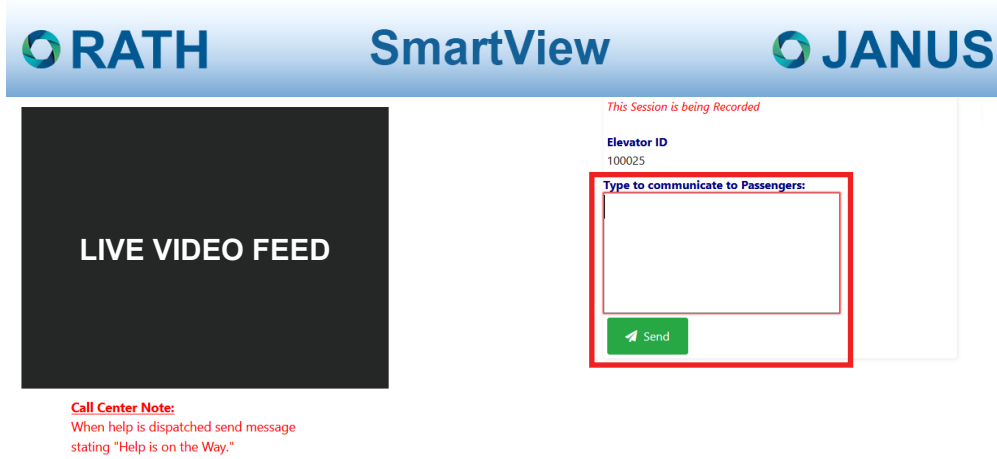 RATH
SmartView
JANUS
This Session is being Recorded
Elevator ID
100025
Type to communicate to Passengers:
LIVE VIDEO FEED
Send
Call Center Note:
When help is dispatched send message
stating "Help is on the Way."